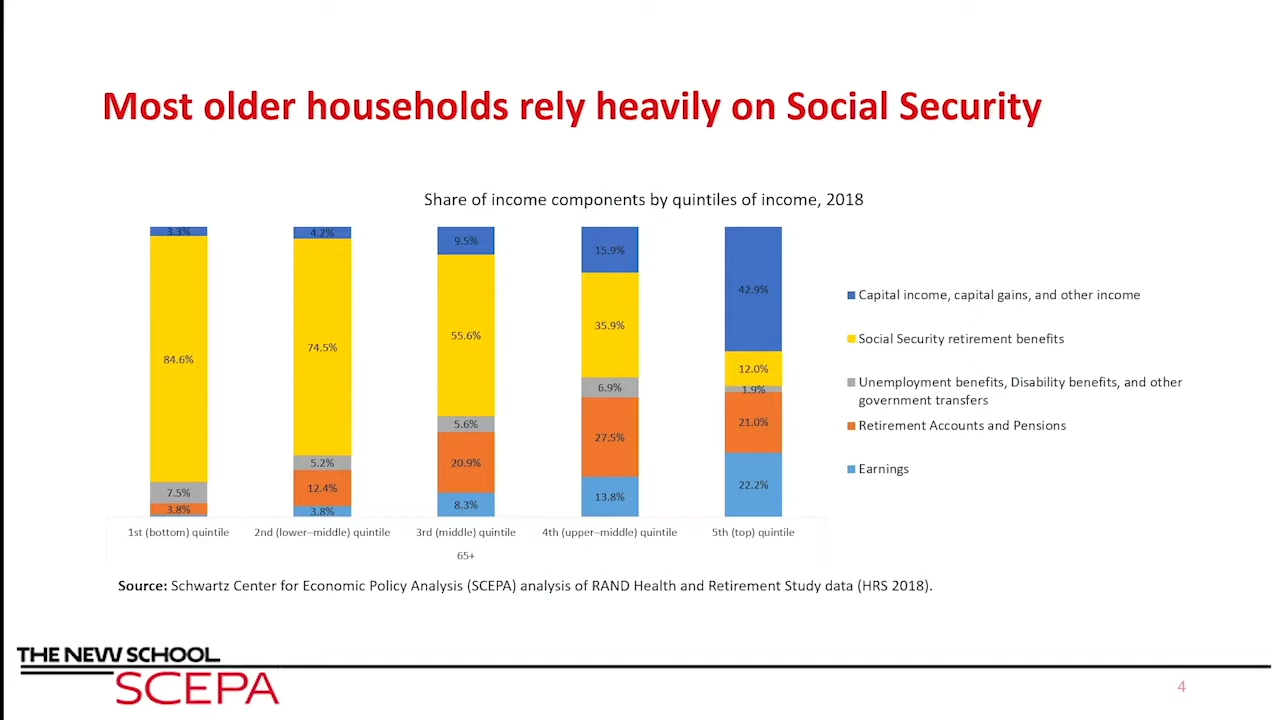 Most older households rely heavily on Social Security
Share of income components by quintiles of income, 2018
3.3%
84.6%
7.5%
3.8%
4.2%
74.5%
5.2%
12.4%
3.8%
9.5%
55.6%
5.6%
20.9%
8.3%
15.9%
35.9%
6.9%
27.5%
13.8%
42.9%
12.0%
1.9%
21.0%
22.2%
Capital income, capital gains, and other income
Social Security retirement benefits
Unemployment benefits, Disability benefits, and other
government transfers
Retirement Accounts and Pensions
Earnings
1st (bottom) quintile
2nd (lower–middle) quintile
3rd (middle) quintile
4th (upper–middle) quintile
5th (top) quintile
65+
Source: Schwartz Center for Economic Policy Analysis (SCEPA) analysis of RAND Health and Retirement Study data (HRS 2018).
THE NEW SCHOOL
SCEPA
4